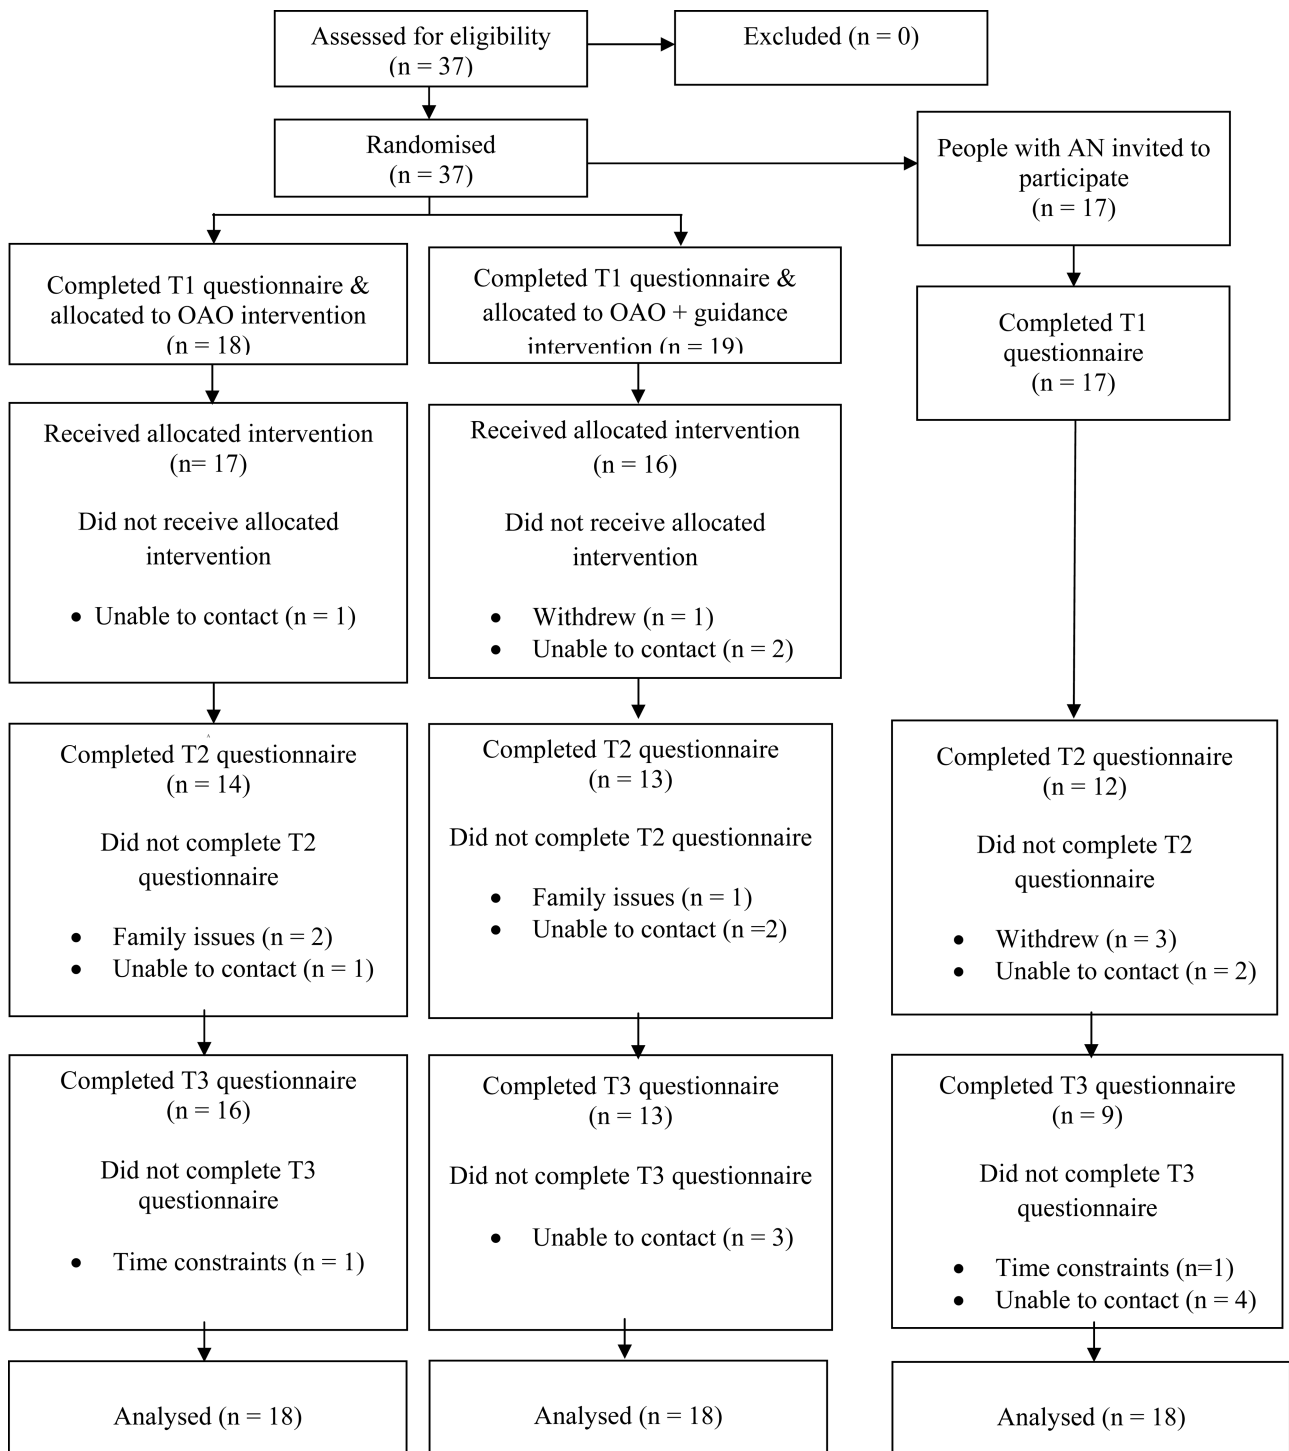 Assessed for eligibility
(n = 37)
Excluded (n = 0)
Randomised
(n = 37)
People with AN invited to
participate
(n = 17)
Completed T1 questionnaire &
allocated to OAO intervention
(n = 18)
Completed T1 questionnaire &
allocated to OAO + guidance
intervention (n = 19)
Completed T1
questionnaire
(n = 17)
Received allocated intervention
(n= 17)
Did not receive allocated
intervention
• Unable to contact (n = 1)
Received allocated intervention
(n = 16)
Did not receive allocated
intervention
• Withdrew (n = 1)
• Unable to contact (n = 2)
Completed T2 questionnaire
(n = 14)
Did not complete T2
questionnaire
• Family issues (n = 2)
• Unable to contact (n = 1)
Completed T2 questionnaire
(n = 13)
Did not complete T2 questionnaire
• Family issues (n = 1)
• Unable to contact (n =2)
Completed T2 questionnaire
(n = 12)
Did not complete T2
questionnaire
• Withdrew (n = 3)
• Unable to contact (n = 2)
Completed T3 questionnaire
(n = 16)
Did not complete T3
questionnaire
• Time constraints (n = 1)
Completed T3 questionnaire
(n = 13)
Did not complete T3 questionnaire
• Unable to contact (n = 3)
Completed T3 questionnaire
(n = 9)
Did not complete T3
questionnaire
• Time constraints (n=1)
• Unable to contact (n = 4)
Analysed (n = 18)
Analysed (n = 18)
Analysed (n = 18)